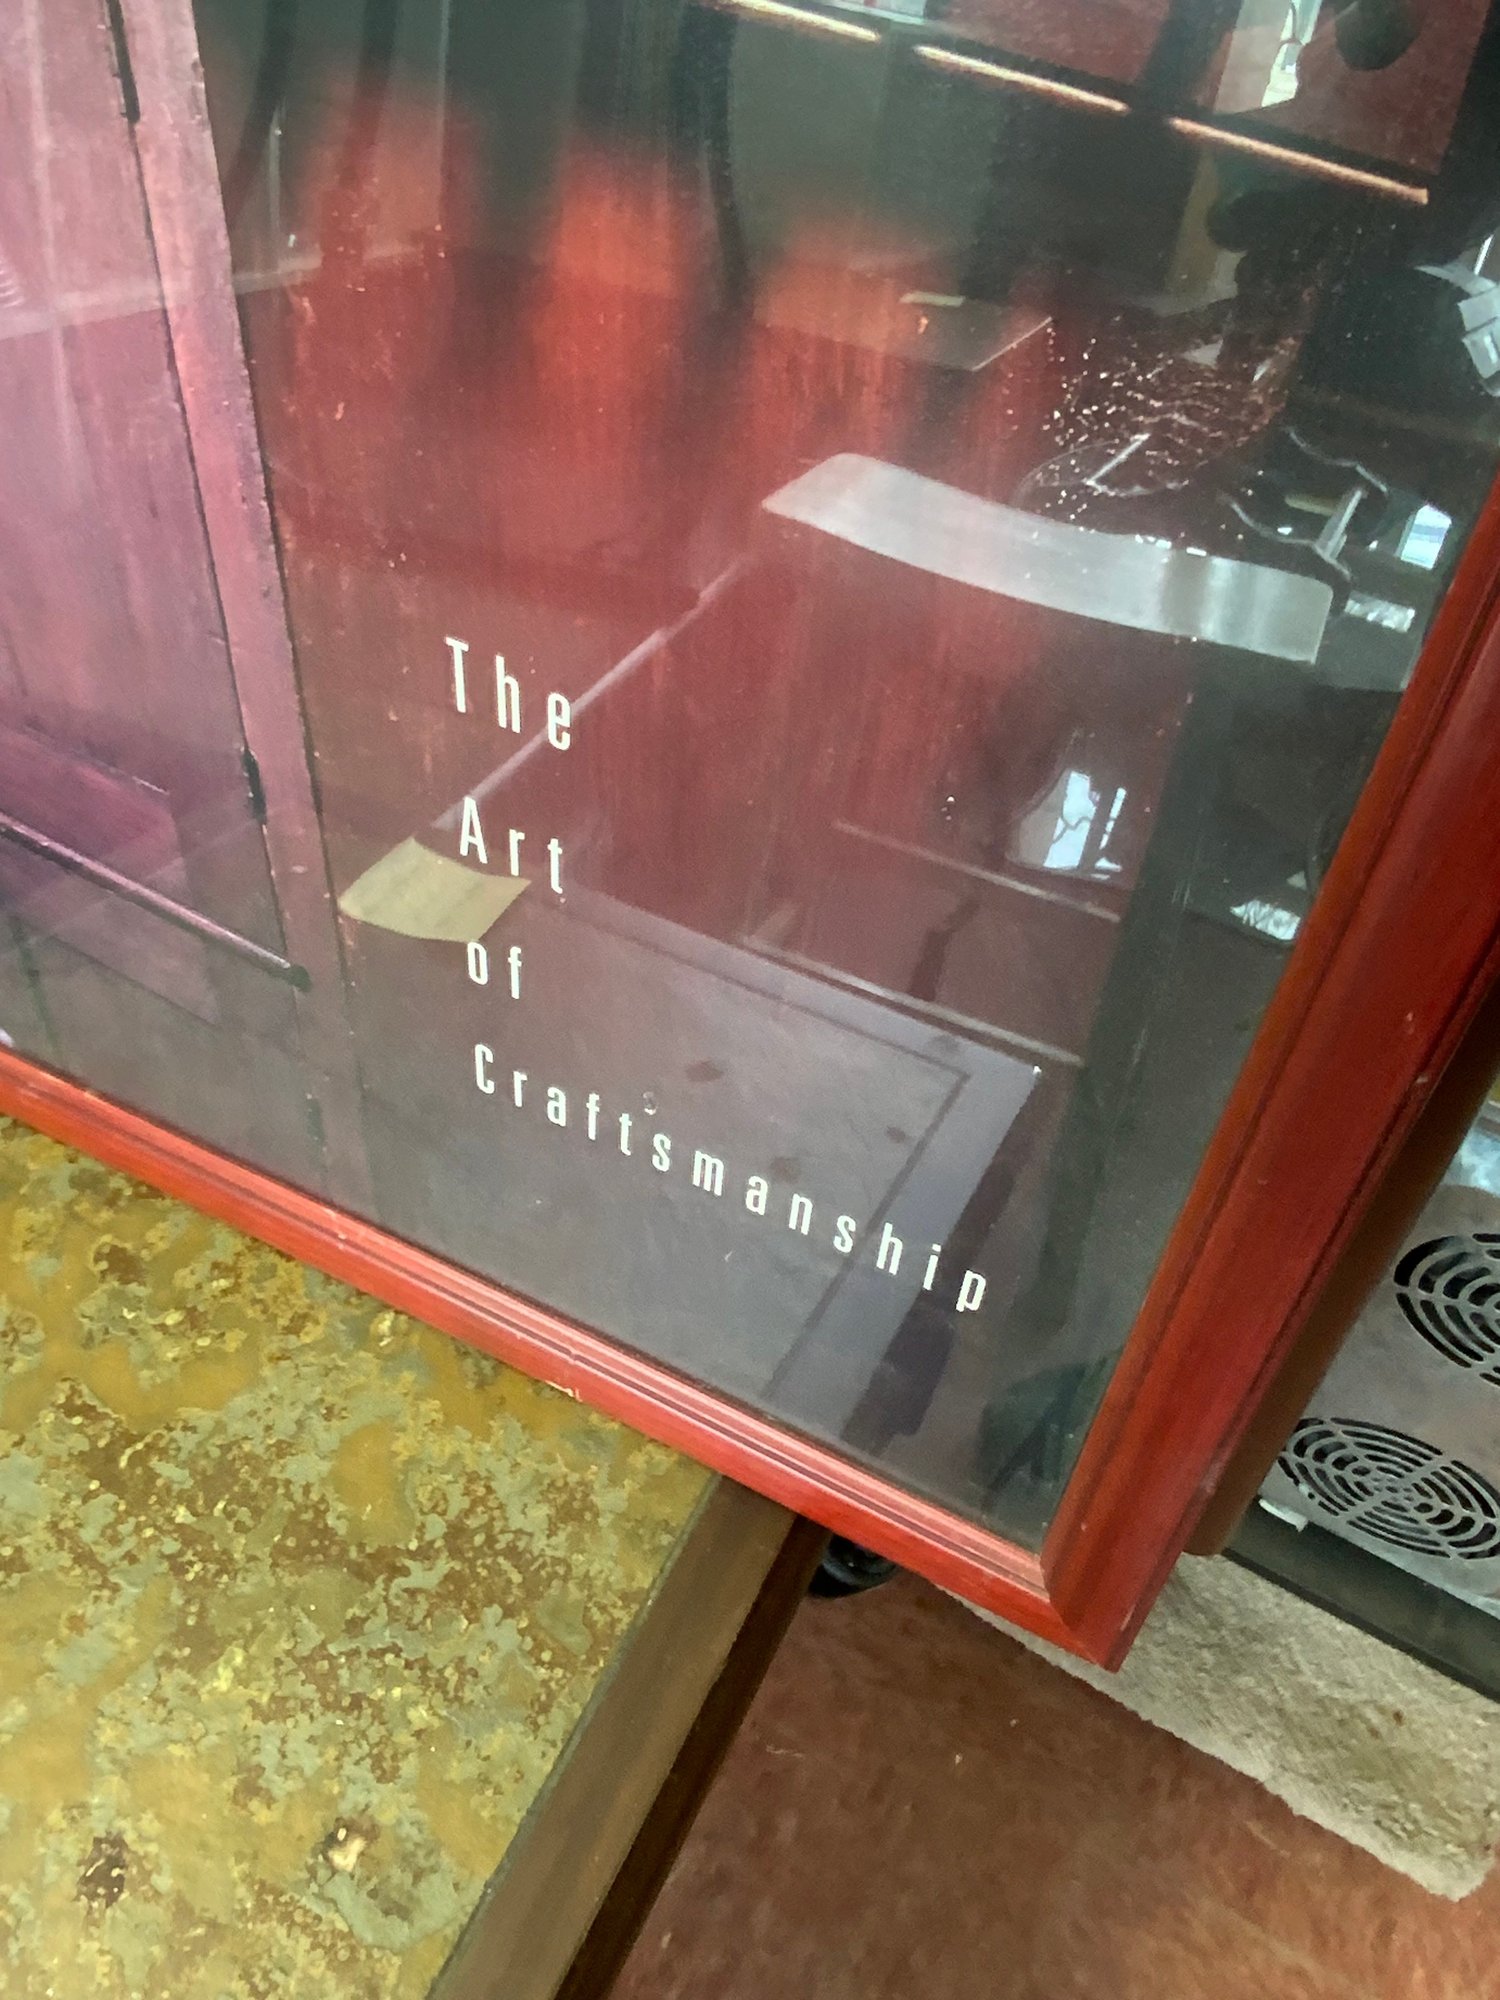 The
Art
of
Craftsmanship